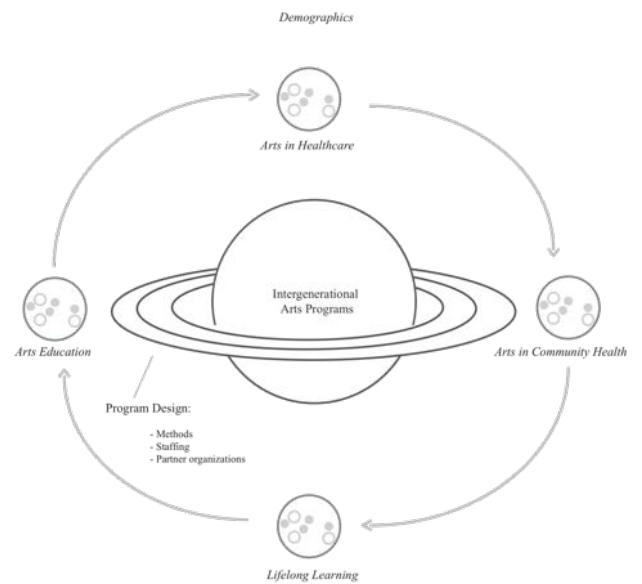 Demographics
Arts in Healthcare
Intergenerational
Arts Programs
Arts Education
Arts in Community Health
Program Design:
- Methods
- Staffing
- Partner organizations
Lifelong Learning